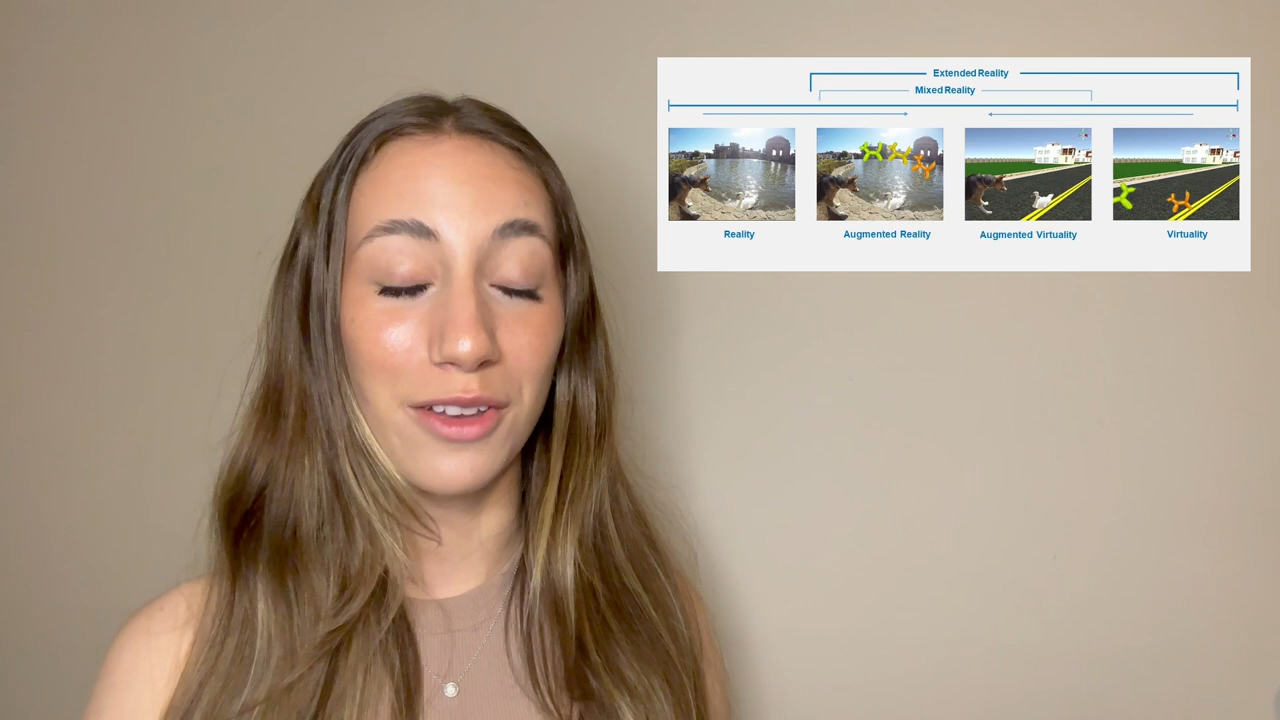 Extended Reality
Mixed Reality
Reality
Augmented Reality
Augmented Virtuality
Virtuality